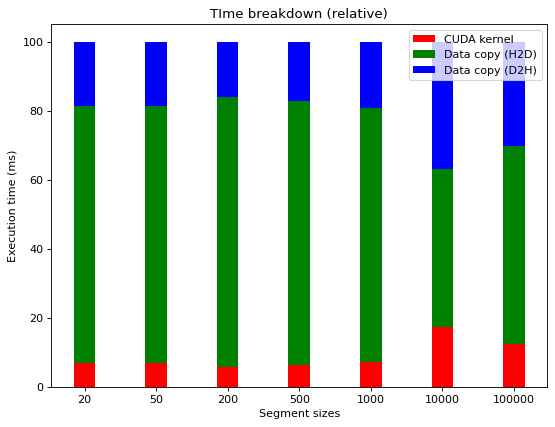 TIme breakdown (relative)
CUDA kernel
Data copy (H2D)
Data copy (D2H)
Execution time (ms)
100
80
60
40
20
0
20 50 200 500 1000 10000 100000
Segment sizes